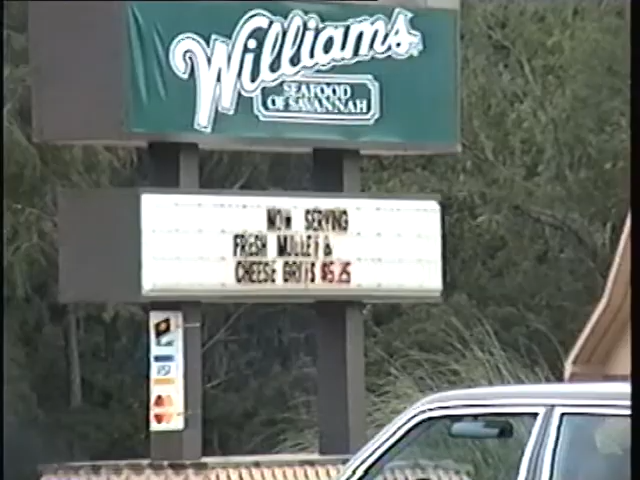 Williams
SEAFOOD
OF SAVANNAH
NOW SERVING
FRESH MULLET &
CHEESE GRITS $5.25